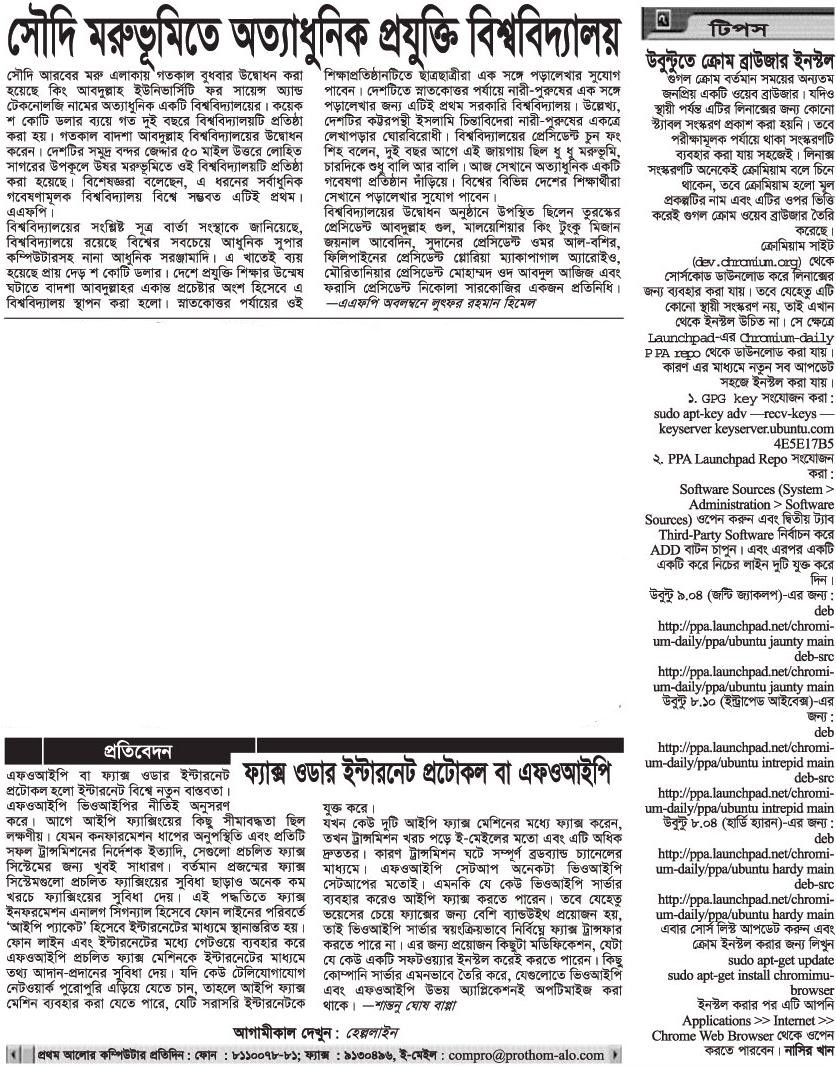 সৌদি মরুভূমিতে অত্যাধুনিক প্রযুক্তি বিশ্ববিদ্যালয়
সৌদি আরবের মরু এলাকায় গতকাল বুধবার উদ্বোধন করা
হয়েছে কিং আবদুল্লাহ ইউনিভার্সিটি ফর সায়েন্স অ্যান্ড
টেকনোলজি নামের অত্যাধুনিক একটি বিশ্ববিদ্যালয়ের। কয়েক
শ কোটি ডলার ব্যয়ে গত দুই বছরে বিশ্ববিদ্যালয়টি প্রতিষ্ঠা
করা হয়। গতকাল বাদশা আবদুল্লাহ বিশ্ববিদ্যালয়ের উদ্বোধন
করেন। দেশটির সমুদ্র বন্দর জেদ্দার ৫০ মাইল উত্তরে লোহিত
সাগরের উপকূলে উষর মরুভূমিতে ওই বিশ্ববিদ্যালয়টি প্রতিষ্ঠা
করা হয়েছে। বিশেষজ্ঞরা বলেছেন, এ ধরনের সর্বাধুনিক
গবেষণামূলক বিশ্ববিদ্যালয় বিশ্বে সম্ভবত এটিই প্রথম।
এএফপি।
বিশ্ববিদ্যালয়ের সংশ্লিষ্ট সূত্র বার্তা সংস্থাকে জানিয়েছে,
বিশ্ববিদ্যালয়ে রয়েছে বিশ্বের সবচেয়ে আধুনিক সুপার
কম্পিউটারসহ নানা আধুনিক সরঞ্জামাদি। এ খাতেই ব্যয়
হয়েছে প্রায় দেড় শ কোটি ডলার। দেশে প্রযুক্তি শিক্ষার উন্মেষ
ঘটাতে বাদশা আবদুল্লাহর একান্ত প্রচেষ্টার অংশ হিসেবে এ
বিশ্ববিদ্যালয় স্থাপন করা হলো। স্নাতকোত্তর পর্যায়ের ওই
শিক্ষাপ্রতিষ্ঠানটিতে ছাত্রছাত্রীরা এক সঙ্গে পড়ালেখার সুযোগ
পাবেন। দেশটিতে স্নাতকোত্তর পর্যায়ে নারী-পুরুষের এক সঙ্গে
পড়ালেখার জন্য এটিই প্রথম সরকারি বিশ্ববিদ্যালয়। উল্লেখ্য,
দেশটির কট্টরপন্থী ইসলামি চিন্তাবিদেরা নারী-পুরুষের একত্রে
লেখাপড়ার ঘোরবিরোধী। বিশ্ববিদ্যালয়ের প্রেসিডেন্ট চুন ফং
শিহ বলেন, দুই বছর আগে এই জায়গায় ছিল ধু ধু মরুভূমি,
চারদিকে শুধু বালি আর বালি। আজ সেখানে অত্যাধুনিক একটি
গবেষণা প্রতিষ্ঠান দাঁড়িয়ে। বিশ্বের বিভিন্ন দেশের শিক্ষার্থীরা
সেখানে পড়ালেখার সুযোগ পাবেন।
বিশ্ববিদ্যালয়ের উদ্বোধন অনুষ্ঠানে উপস্থিত ছিলেন তুরস্কের
প্রেসিডেন্ট আবদুল্লাহ গুল, মালয়েশিয়ার কিং টুংকু মিজান
জয়নাল আবেদিন, সুদানের প্রেসিডেন্ট ওমর আল-বশির,
ফিলিপাইনের প্রেসিডেন্ট গ্লোরিয়া ম্যাকাপাগাল অ্যারোইও,
মৌরিতানিয়ার প্রেসিডেন্ট মোহাম্মদ ওদ আবদুল আজিজ এবং
ফরাসি প্রেসিডেন্ট নিকোলা সারকোজির একজন প্রতিনিধি।
—এএফপি অবলম্বনে লুৎফর রহমান হিমেল
টিপস
উবুন্টুতে ক্রোম ব্রাউজার ইনস্টল
গুগল ক্রোম বর্তমান সময়ের অন্যতম
জনপ্রিয় একটি ওয়েব ব্রাউজার। যদিও
স্থায়ী পর্যন্ত এটির লিনাক্সের জন্য কোনো
স্ট্যাবল সংস্করণ প্রকাশ করা হয়নি। তবে
পরীক্ষামূলক পর্যায়ে থাকা সংস্করণটি
ব্যবহার করা যায় সহজেই। লিনাক্স
সংস্করণটি অনেকেই ক্রোমিয়াম বলে চিনে
থাকেন, তবে ক্রোমিয়াম হলো মূল
প্রকল্পটির নাম এবং এটির ওপর ভিত্তি
করেই গুগল ক্রোম ওয়েব ব্রাউজার তৈরি
করেছে।
ক্রোমিয়াম সাইট
(dev.chromium.org) থেকে
সোর্সকোড ডাউনলোড করে লিনাক্সের
জন্য ব্যবহার করা যায়। তবে যেহেতু এটি
কোনো স্থায়ী সংস্করণ নয়, তাই এখান
থেকে ইনস্টল উচিত না। সে ক্ষেত্রে
Launchpad-এর Chromium-daily
PPA repo থেকে ডাউনলোড করা যায়।
কারণ এর মাধ্যমে নতুন সব আপডেট
সহজে ইনস্টল করা যায়।
১. GPG key সংযোজন করা :
sudo apt-key adv —recv-keys —
keyserver keyserver.ubuntu.com
4E5E17B5
২. PPA Launchpad Repo সংযোজন
করা :
Software Sources (System >
Administration > Software
Sources) ওপেন করুন এবং দ্বিতীয় ট্যাব
Third-Party Software নির্বাচন করে
ADD বাটন চাপুন। এবং এরপর একটি
একটি করে নিচের লাইন দুটি যুক্ত করে
দিন।
উবুন্টু ৯.০৪ (জন্টি জ্যাকলপ)-এর জন্য :
deb
http://ppa.launchpad.net/chromi-
um-daily/ppa/ubuntu jaunty main
deb-src
http://ppa.launchpad.net/chromi-
um-daily/ppa/ubuntu jaunty main
উবুন্টু ৮.১০ (ইন্ট্রাপেড আইবেক্স)-এর
জন্য :
deb
http://ppa.launchpad.net/chromi-
um-daily/ppa/ubuntu intrepid main
deb-src
http://ppa.launchpad.net/chromi-
um-daily/ppa/ubuntu intrepid main
উবুন্টু ৮.০৪ (হার্ডি হ্যারন)-এর জন্য :
deb
http://ppa.launchpad.net/chromi-
um-daily/ppa/ubuntu hardy main
deb-src
http://ppa.launchpad.net/chromi-
um-daily/ppa/ubuntu hardy main
এবার সোর্স লিস্ট আপডেট করুন এবং
ক্রোম ইনস্টল করার জন্য লিখুন
sudo apt-get update
sudo apt-get install chromimu-
browser
ইনস্টল করার পর এটি আপনি
Applications >> Internet >>
Chrome Web Browser থেকে ওপেন
করতে পারবেন। নাসির খান
প্রতিবেদন
ফ্যাক্স ওডার ইন্টারনেট প্রটোকল বা এফওআইপি
এফওআইপি বা ফ্যাক্স ওডার ইন্টারনেট
প্রটোকল হলো ইন্টারনেট বিশ্বে নতুন বাস্তবতা।
এফওআইপি ভিওআইপির নীতিই অনুসরণ
করে। আগে আইপি ফ্যাক্সিংয়ের কিছু সীমাবদ্ধতা ছিল
লক্ষণীয়। যেমন কনফারমেশন ধাপের অনুপস্থিতি এবং প্রতিটি
সফল ট্রান্সমিশনের নির্দেশক ইত্যাদি, সেগুলো প্রচলিত ফ্যাক্স
সিস্টেমের জন্য খুবই সাধারণ। বর্তমান প্রজন্মের ফ্যাক্স
সিস্টেমগুলো প্রচলিত ফ্যাক্সিংয়ের সুবিধা ছাড়াও অনেক কম
খরচে ফ্যাক্সিংয়ের সুবিধা দেয়। এই পদ্ধতিতে ফ্যাক্স
ইনফরমেশন এনালগ সিগন্যাল হিসেবে ফোন লাইনের পরিবর্তে
'আইপি প্যাকেট' হিসেবে ইন্টারনেটের মাধ্যমে স্থানান্তরিত হয়।
ফোন লাইন এবং ইন্টারনেটের মধ্যে গেটওয়ে ব্যবহার করে
এফওআইপি প্রচলিত ফ্যাক্স মেশিনকে ইন্টারনেটের মাধ্যমে
তথ্য আদান-প্রদানের সুবিধা দেয়। যদি কেউ টেলিযোগাযোগ
নেটওয়ার্ক পুরোপুরি এড়িয়ে যেতে চান, তাহলে আইপি ফ্যাক্স
মেশিন ব্যবহার করা যেতে পারে, যেটি সরাসরি ইন্টারনেটকে
যুক্ত করে।
যখন কেউ দুটি আইপি ফ্যাক্স মেশিনের মধ্যে ফ্যাক্স করেন,
তখন ট্রান্সমিশন খরচ পড়ে ই-মেইলের মতো এবং এটি অধিক
দ্রুততর। কারণ ট্রান্সমিশন ঘটে সম্পূর্ণ ব্রডব্যান্ড চ্যানেলের
মাধ্যমে। এফওআইপি সেটআপ অনেকটা ভিওআইপি
সেটআপের মতোই। এমনকি যে কেউ ভিওআইপি সার্ভার
ব্যবহার করেও আইপি ফ্যাক্স করতে পারেন। তবে যেহেতু
ভয়েসের চেয়ে ফ্যাক্সের জন্য বেশি ব্যান্ডউইথ প্রয়োজন হয়,
তাই ভিওআইপি সার্ভার স্বয়ংক্রিয়ভাবে নির্বিঘ্নে ফ্যাক্স ট্রান্সফার
করতে পারে না। এর জন্য প্রয়োজন কিছুটা মডিফিকেশন, যেটা
যে কেউ একটি সফটওয়্যার ইনস্টল করেই করতে পারেন। কিছু
কোম্পানি সার্ভার এমনভাবে তৈরি করে, যেগুলোতে ভিওআইপি
এবং এফওআইপি উভয় অ্যাপ্লিকেশনই অপটিমাইজ করা
থাকে। —শান্তনু ঘোষ বাপ্পা
আগামীকাল দেখুন : হেল্পলাইন
প্রথম আলোর কম্পিউটার প্রতিদিন : ফোন : ৮১১০০৭৮-৮১; ফ্যাক্স : ৯১৩০৪৯৬, ই-মেইল : compro@prothom-alo.com